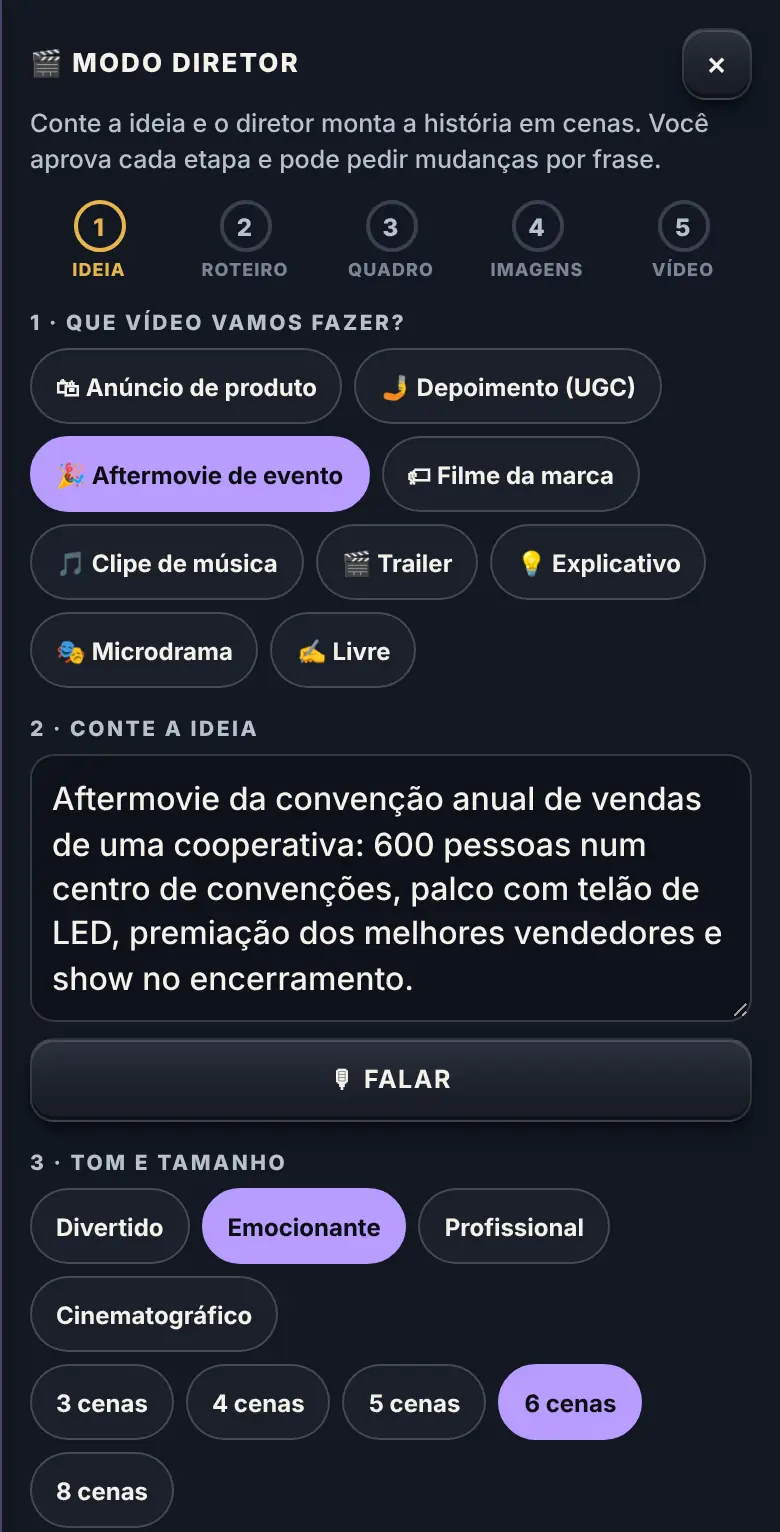 🎬 MODO DIRETOR
×
Conte a ideia e o diretor monta a história em cenas. Você
aprova cada etapa e pode pedir mudanças por frase.
1 2 3 4 5
IDEIA ROTEIRO QUADRO IMAGENS VÍDEO
1 · QUE VÍDEO VAMOS FAZER?
🛍 Anúncio de produto 🤳 Depoimento (UGC)
🎉 Aftermovie de evento 🏷 Filme da marca
🎵 Clipe de música 🎬 Trailer 💡 Explicativo
🎭 Microdrama ✍️ Livre
2 · CONTE A IDEIA
Aftermovie da convenção anual de vendas
de uma cooperativa: 600 pessoas num
centro de convenções, palco com telão de
LED, premiação dos melhores vendedores e
show no encerramento.
🎙 FALAR
3 · TOM E TAMANHO
Divertido Emocionante Profissional
Cinematográfico
3 cenas 4 cenas 5 cenas 6 cenas
8 cenas